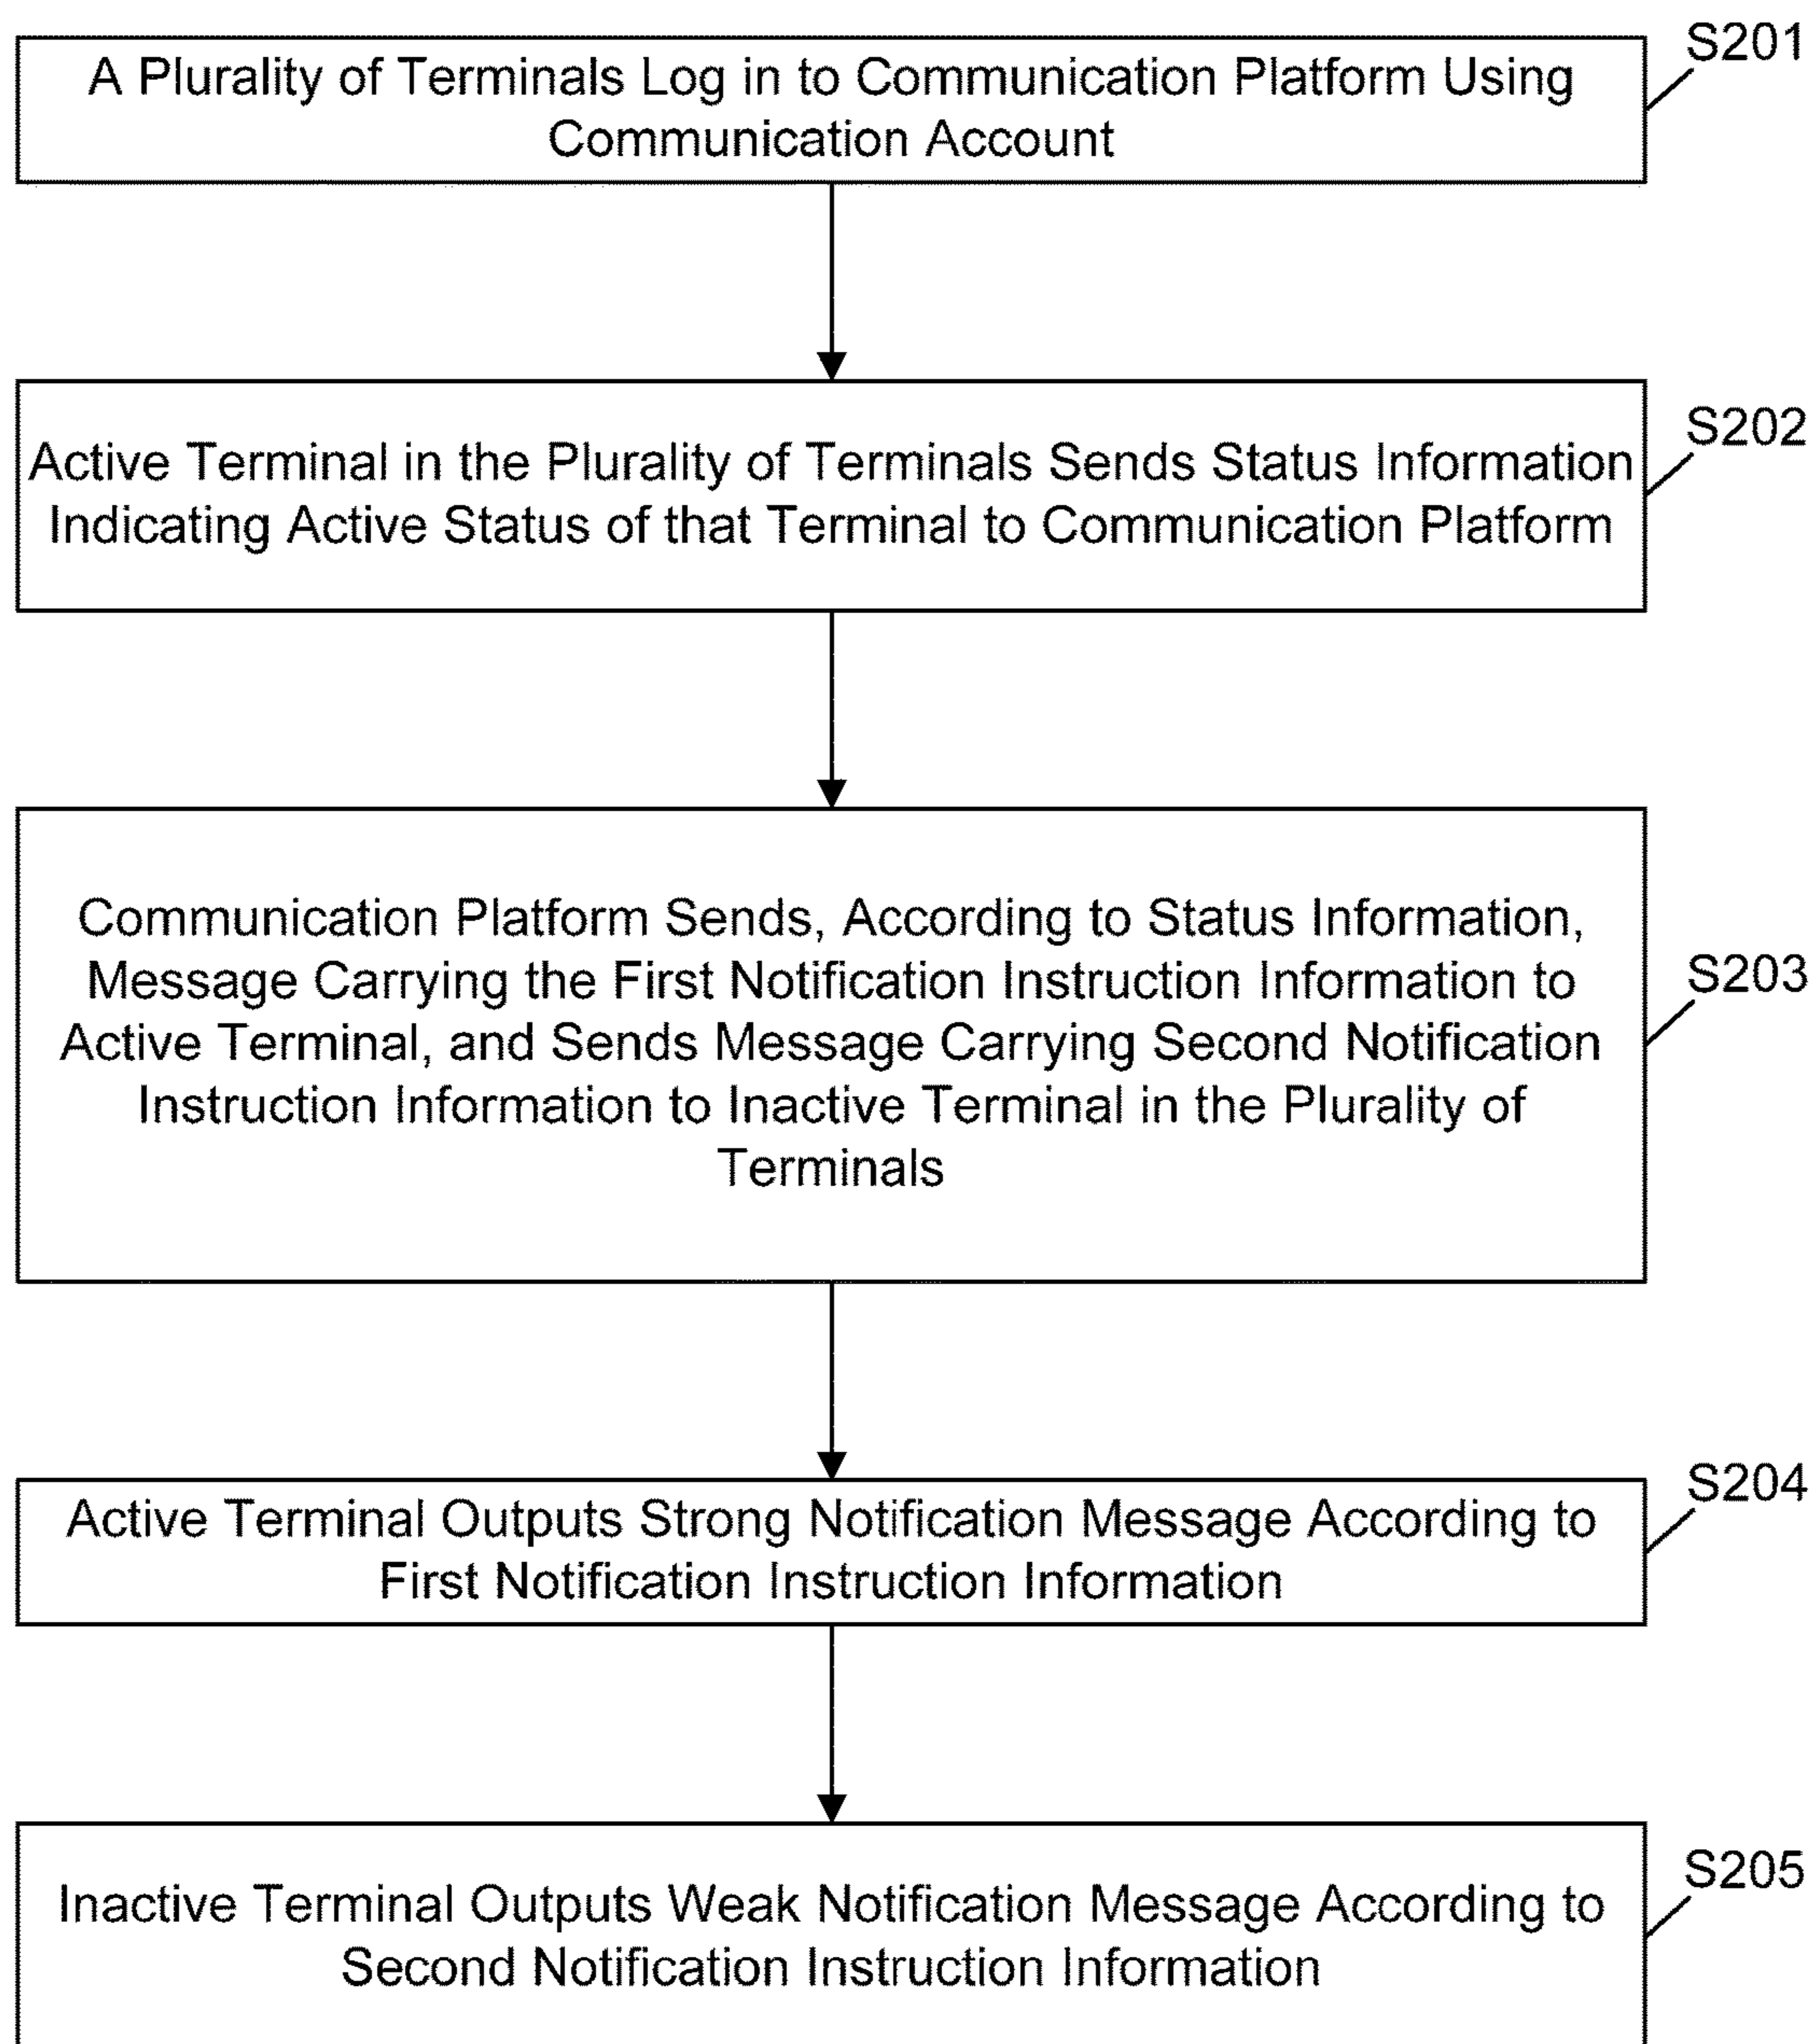 S201
A Plurality of Terminals Log in to Communication Platform Using
Communication Account
S202
Active Terminal in the Plurality of Terminals Sends Status Information
Indicating Active Status of that Terminal to Communication Platform
S203
Communication Platform Sends, According to Status Information,
Message Carrying the First Notification Instruction Information to
Active Terminal, and Sends Message Carrying Second Notification
Instruction Information to Inactive Terminal in the Plurality of
Terminals
S204
Active Terminal Outputs Strong Notification Message According to
First Notification Instruction Information
S205
Inactive Terminal Outputs Weak Notification Message According to
Second Notification Instruction Information